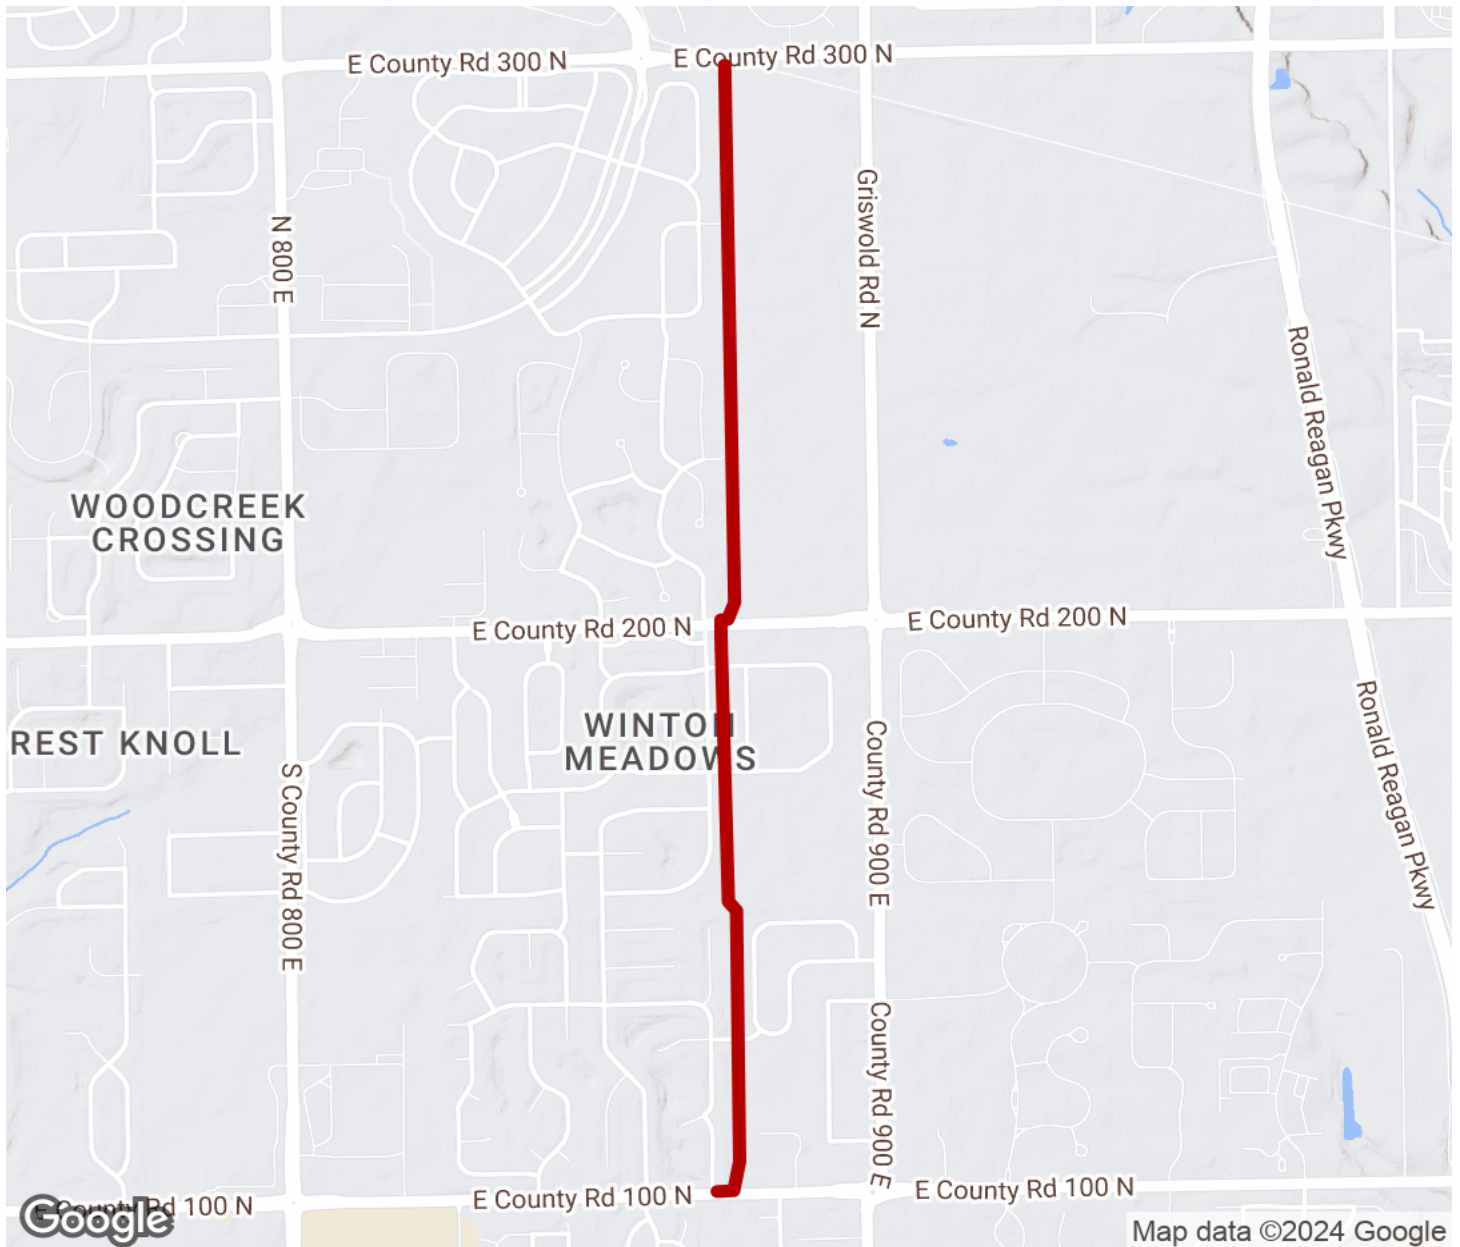 E County Rd 300 N
E County Rd 300 N
N 800 E
Griswold Rd N
Ronald Reagan Pkwy
WOODCREEK
CROSSING
E County Rd 200 N
E County Rd 200 N
REST KNOLL
WINTON
MEADOWS
S County Rd 800 E
County Rd 900 E
Ronald Reagan Pkwy
County Rd 900 E
E County Rd 100 N
E County Rd 100 N
E County Rd 100 N
Google
Map data ©2024 Google